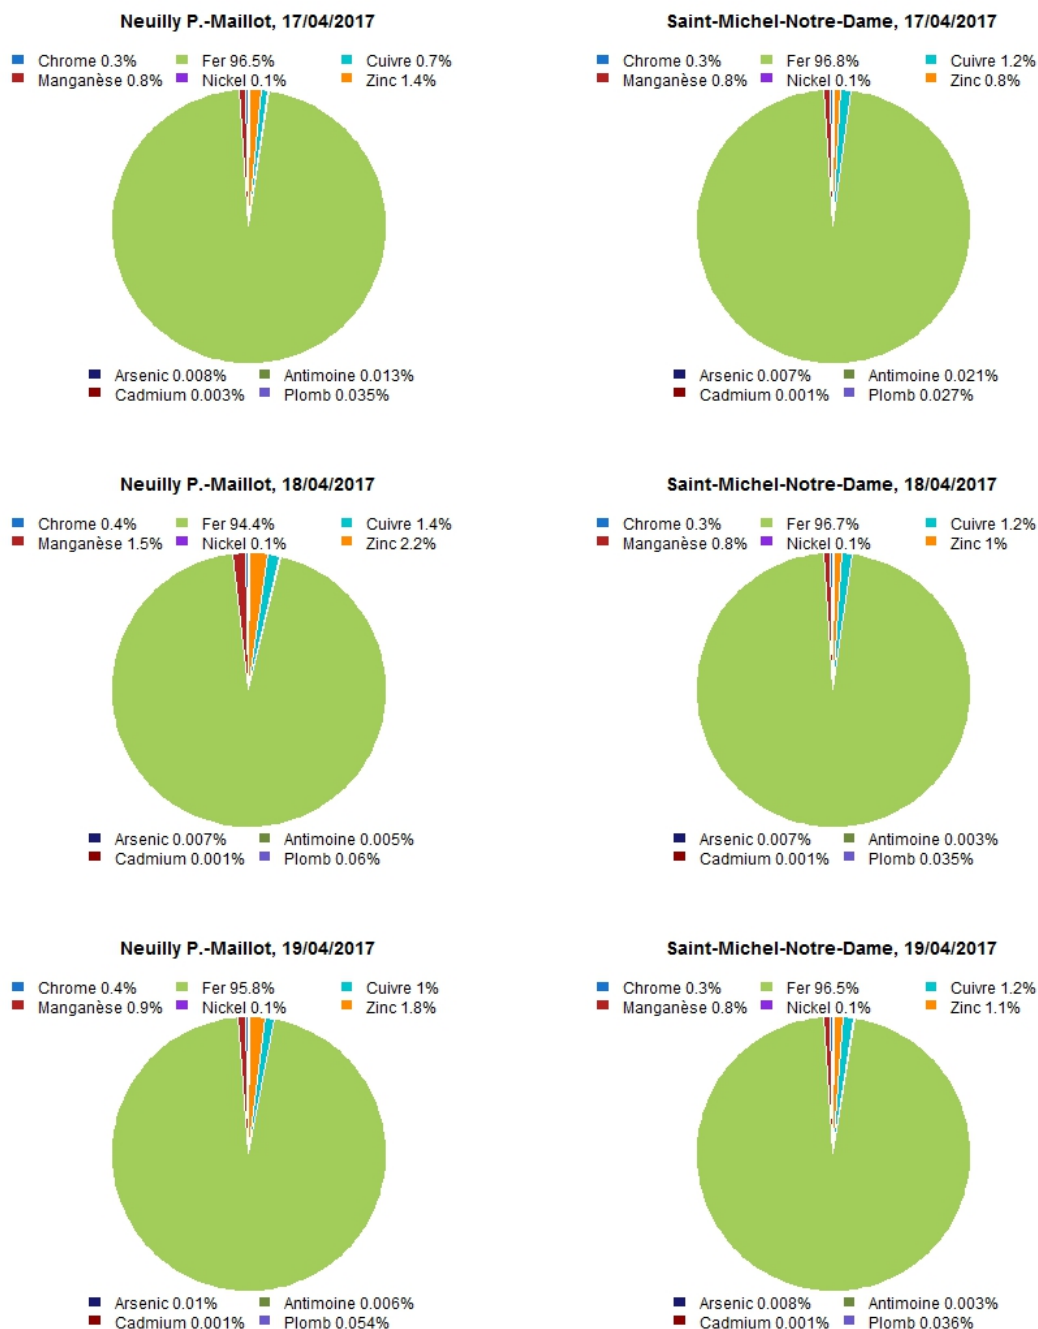 Neuilly P.-Maillot, 17/04/2017
Chrome 0.3% Fer 96.5% Cuivre 0.7%
Manganèse 0.8% Nickel 0.1% Zinc 1.4%
Arsenic 0.008% Antimoine 0.013%
Cadmium 0.003% Plomb 0.035%
Saint-Michel-Notre-Dame, 17/04/2017
Chrome 0.3% Fer 96.8% Cuivre 1.2%
Manganèse 0.8% Nickel 0.1% Zinc 0.8%
Arsenic 0.007% Antimoine 0.021%
Cadmium 0.001% Plomb 0.027%
Neuilly P.-Maillot, 18/04/2017
Chrome 0.4% Fer 94.4% Cuivre 1.4%
Manganèse 1.5% Nickel 0.1% Zinc 2.2%
Arsenic 0.007% Antimoine 0.005%
Cadmium 0.001% Plomb 0.06%
Saint-Michel-Notre-Dame, 18/04/2017
Chrome 0.3% Fer 96.7% Cuivre 1.2%
Manganèse 0.8% Nickel 0.1% Zinc 1%
Arsenic 0.007% Antimoine 0.003%
Cadmium 0.001% Plomb 0.035%
Neuilly P.-Maillot, 19/04/2017
Chrome 0.4% Fer 95.8% Cuivre 1%
Manganèse 0.9% Nickel 0.1% Zinc 1.8%
Arsenic 0.01% Antimoine 0.006%
Cadmium 0.001% Plomb 0.054%
Saint-Michel-Notre-Dame, 19/04/2017
Chrome 0.3% Fer 96.5% Cuivre 1.2%
Manganèse 0.8% Nickel 0.1% Zinc 1.1%
Arsenic 0.008% Antimoine 0.003%
Cadmium 0.001% Plomb 0.036%